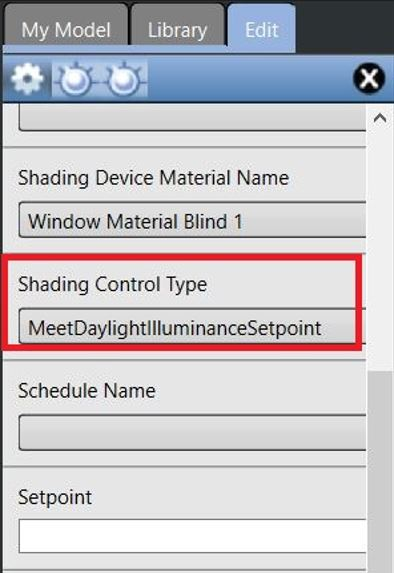 My Model
Library
Edit
Shading Device Material Name
Window Material Blind 1
Shading Control Type
MeetDaylightIlluminanceSetpoint
Schedule Name
Setpoint